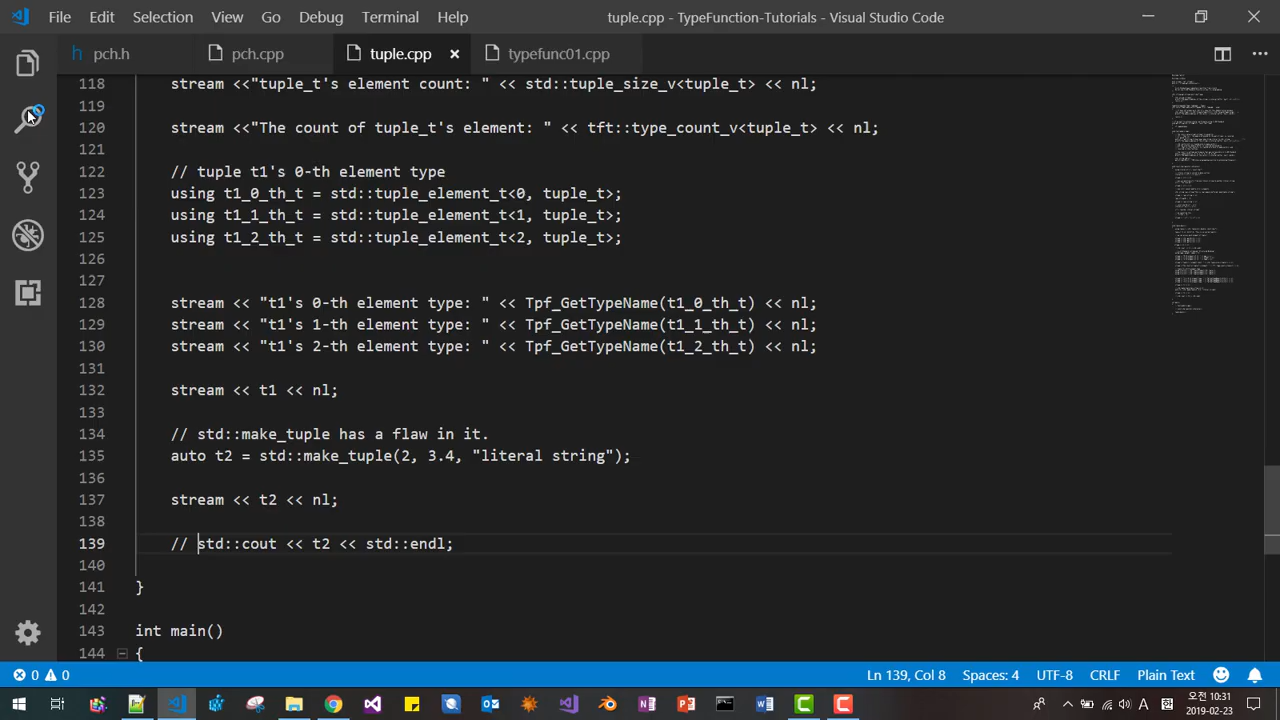 File Edit Selection View Go Debug Terminal Help tuple.cpp - TypeFunction-Tutorials - Visual Studio Code
pch.h pch.cpp tuple.cpp typefunc01.cpp
118 stream <<"tuple_t's element count: " << std::tuple_size_v<tuple_t> << nl;
119
120 stream <<"The count of tuple_t's element: " << tft::type_count_v<tuple_t> << nl;
121
122 // tuple t1's 0-th element type
123 using t1_0_th_t = std::tuple_element_t<0, tuple_t>;
124 using t1_1_th_t = std::tuple_element_t<1, tuple_t>;
125 using t1_2_th_t = std::tuple_element_t<2, tuple_t>;
126
127
128 stream << "t1's 0-th element type: " << Tpf_GetTypeName(t1_0_th_t) << nl;
129 stream << "t1's 1-th element type: " << Tpf_GetTypeName(t1_1_th_t) << nl;
130 stream << "t1's 2-th element type: " << Tpf_GetTypeName(t1_2_th_t) << nl;
131
132 stream << t1 << nl;
133
134 // std::make_tuple has a flaw in it.
135 auto t2 = std::make_tuple(2, 3.4, "literal string");
136
137 stream << t2 << nl;
138
139 // std::cout << t2 << std::endl;
140
141 }
142
143 int main()
144 {
0 0 Ln 139, Col 8 Spaces: 4 UTF-8 CRLF Plain Text
오전 10:31
2019-02-23